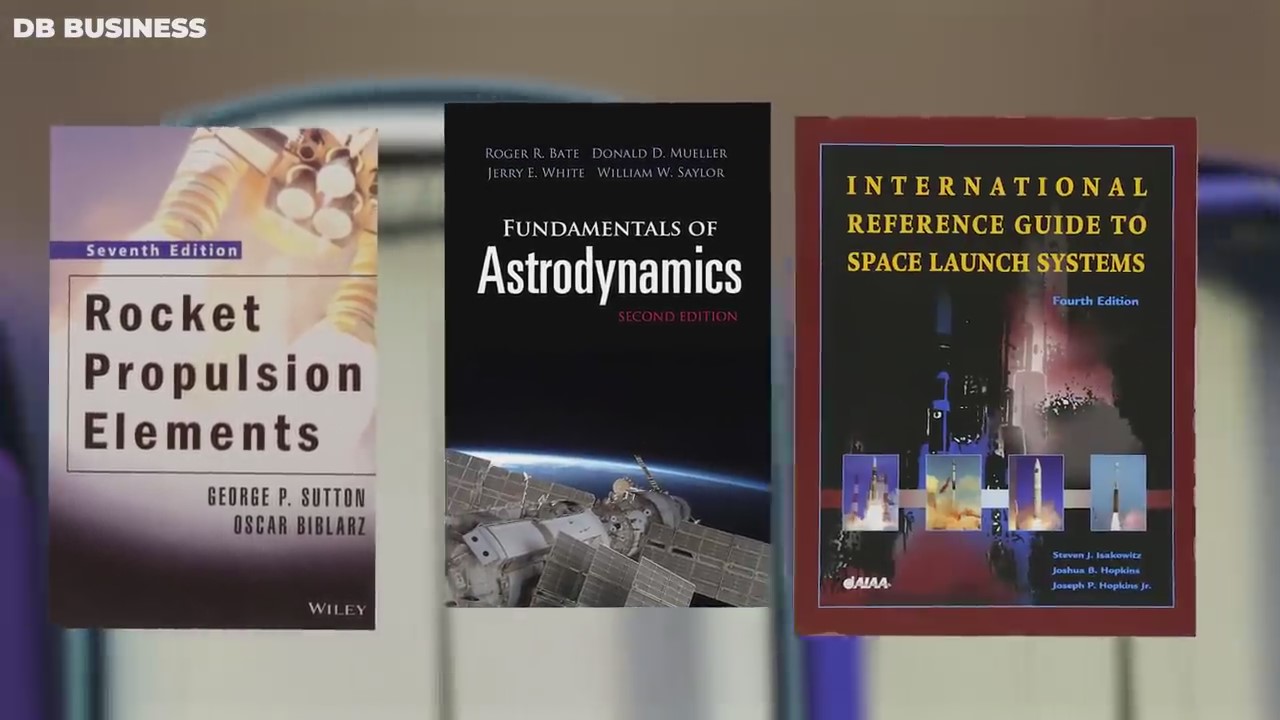 DB BUSINESS
Seventh Edition
Rocket
Propulsion
Elements
GEORGE P. SUTTON
OSCAR BIBLARZ
WILEY
ROGER R. BATE DONALD D. MUELLER
JERRY E. WHITE WILLIAM W. SAYLOR
FUNDAMENTALS OF
Astrodynamics
SECOND EDITION
INTERNATIONAL
REFERENCE GUIDE TO
SPACE LAUNCH SYSTEMS
Fourth Edition
Steven J. Isakowitz
Joshua B. Hopkins
Joseph P. Hopkins Jr.
AIAA